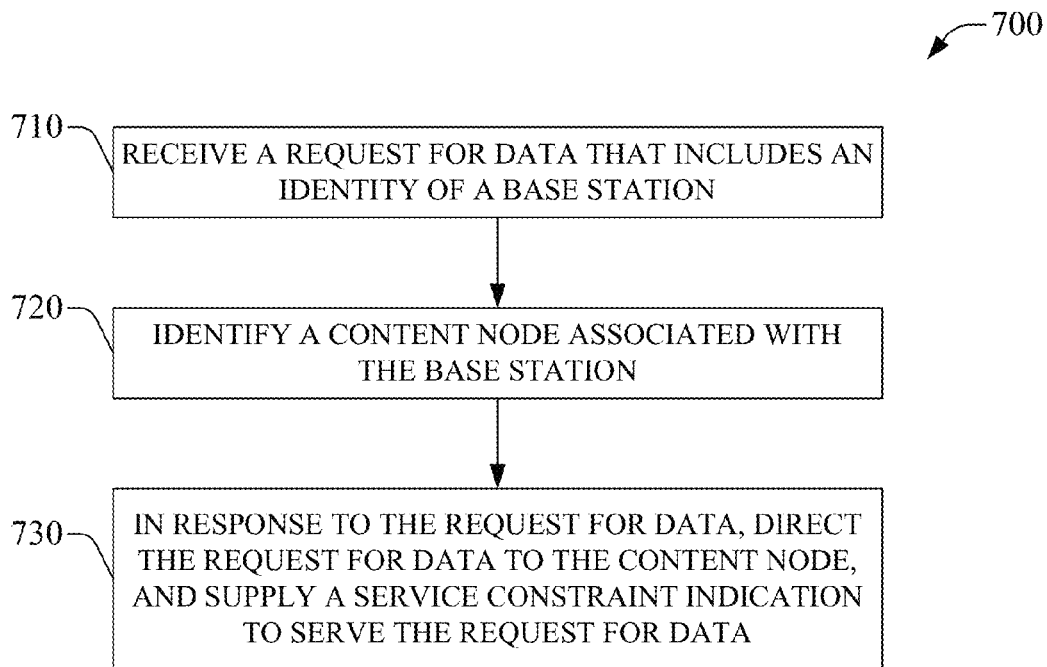 700
710
RECEIVE A REQUEST FOR DATA THAT INCLUDES AN
IDENTITY OF A BASE STATION
720
IDENTIFY A CONTENT NODE ASSOCIATED WITH
THE BASE STATION
730
IN RESPONSE TO THE REQUEST FOR DATA, DIRECT
THE REQUEST FOR DATA TO THE CONTENT NODE,
AND SUPPLY A SERVICE CONSTRAINT INDICATION
TO SERVE THE REQUEST FOR DATA